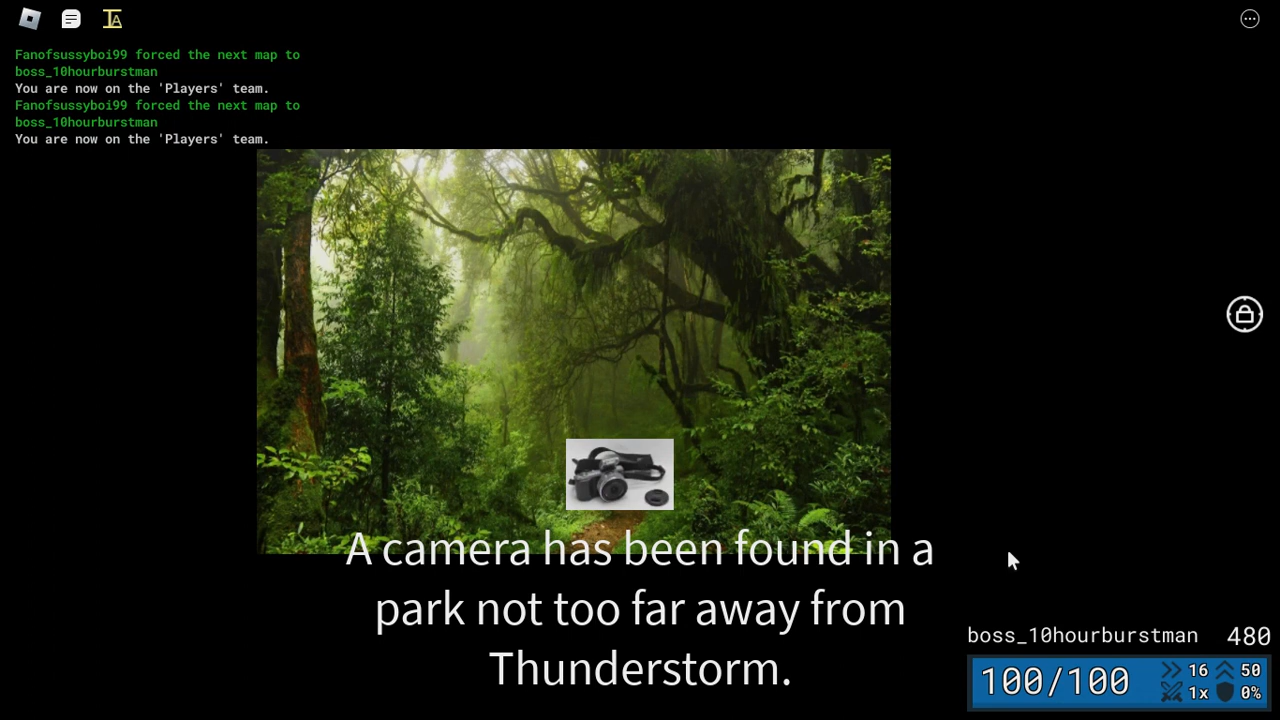 Fanofsussyboi99 forced the next map to
boss_10hourburstman
You are now on the 'Players' team.
Fanofsussyboi99 forced the next map to
boss_10hourburstman
You are now on the 'Players' team.
A camera has been found in a
park not too far away from
Thunderstorm.
boss_10hourburstman 480
100/100 16 50
1x 0%